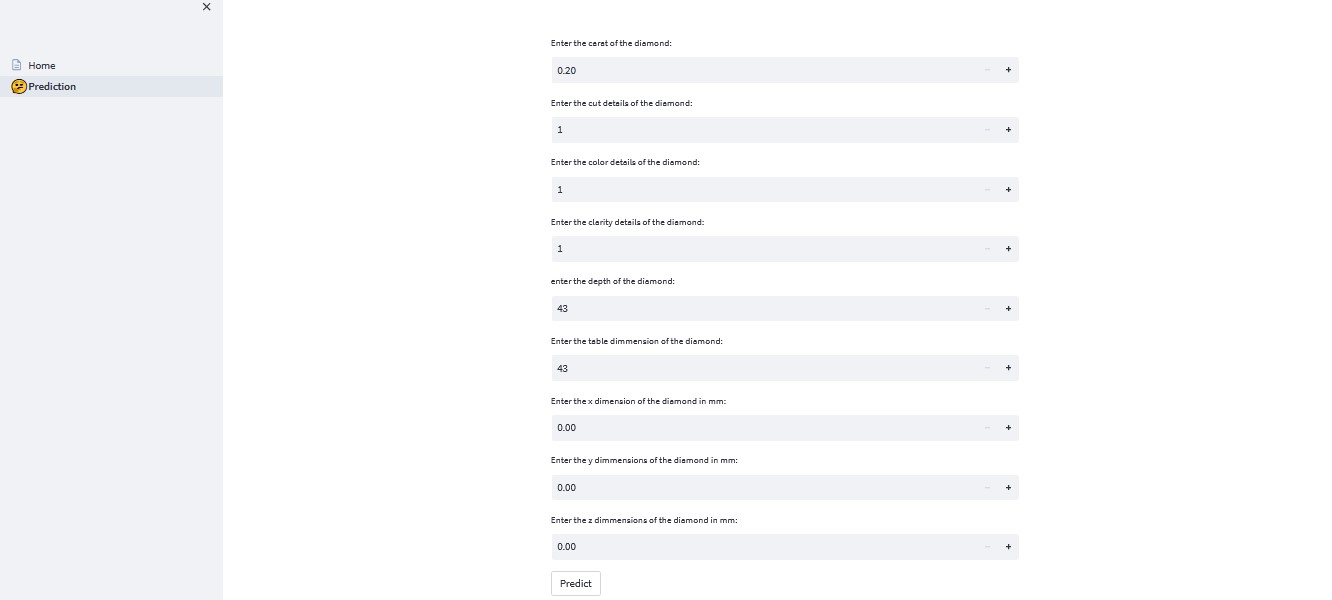 Home
Prediction
Enter the carat of the diamond:
0.20
Enter the cut details of the diamond:
1
Enter the color details of the diamond:
1
Enter the clarity details of the diamond:
1
enter the depth of the diamond:
43
Enter the table dimmension of the diamond:
43
Enter the x dimension of the diamond in mm:
0.00
Enter the y dimmensions of the diamond in mm:
0.00
Enter the z dimmensions of the diamond in mm:
0.00
Predict